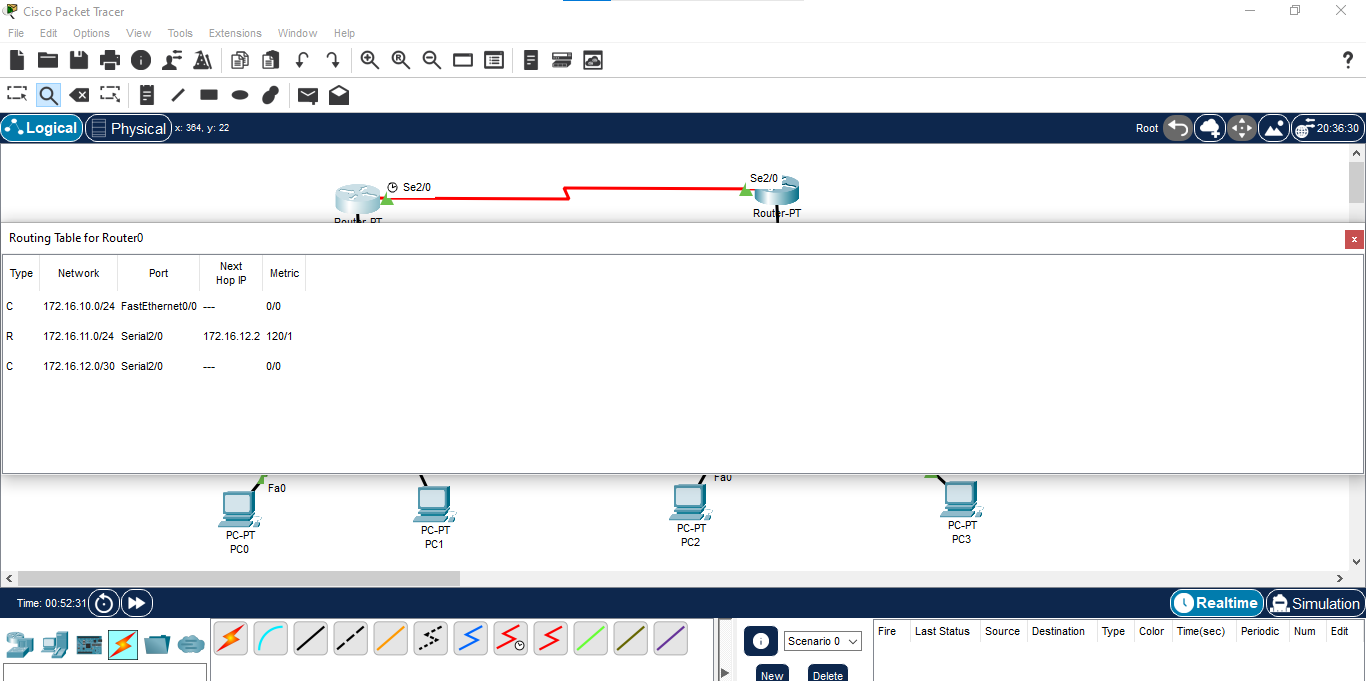 Cisco Packet Tracer
File Edit Options View Tools Extensions Window Help
?
Logical Physical x: 364, y: 22 Root 20:36:30
Se2/0
Se2/0
Router-PT
Router-PT
Routing Table for Router0
x
Type Network Port Next Hop IP Metric
C 172.16.10.0/24 FastEthernet0/0 --- 0/0
R 172.16.11.0/24 Serial2/0 172.16.12.2 120/1
C 172.16.12.0/30 Serial2/0 --- 0/0
Fa0
Fa0
PC-PT
PC0
PC-PT
PC1
PC-PT
PC2
PC-PT
PC3
Time: 00:52:31 Realtime Simulation
Scenario 0
New Delete
Fire Last Status Source Destination Type Color Time(sec) Periodic Num Edit